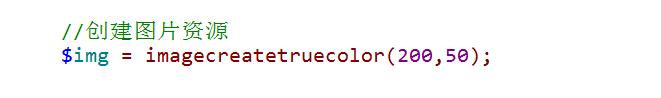 //创建图片资源
$img = imagecreatetruecolor(200,50);